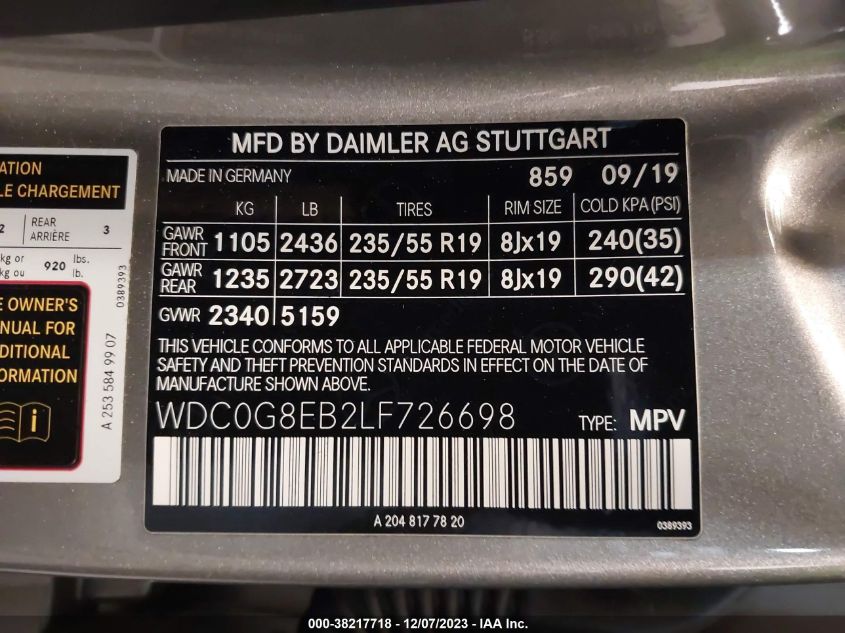 ATION
LE CHARGEMENT
2 REAR ARRIÈRE 3
kg or
kg ou 920 lbs. lb.
E OWNER'S
NUAL FOR
DITIONAL
ORMATION
A 253 584 99 07
0389393
MFD BY DAIMLER AG STUTTGART
MADE IN GERMANY 859 09/19
KG LB TIRES RIM SIZE COLD KPA(PSI)
GAWR FRONT 1105 2436 235/55 R19 8Jx19 240(35)
GAWR REAR 1235 2723 235/55 R19 8Jx19 290(42)
GVWR 2340 5159
THIS VEHICLE CONFORMS TO ALL APPLICABLE FEDERAL MOTOR VEHICLE
SAFETY AND THEFT PREVENTION STANDARDS IN EFFECT ON THE DATE OF
MANUFACTURE SHOWN ABOVE.
WDC0G8EB2LF726698 TYPE: MPV
A 204 817 78 20 0389393
000-38217718 - 12/07/2023 - IAA Inc.